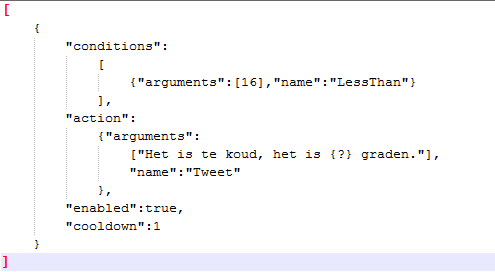 [
    {
        "conditions":
            [
                {"arguments":[16],"name":"LessThan"}
            ],
        "action":
            {"arguments":
                ["Het is te koud, het is {?} graden."],
                "name":"Tweet"
            },
        "enabled":true,
        "cooldown":1
    }
]